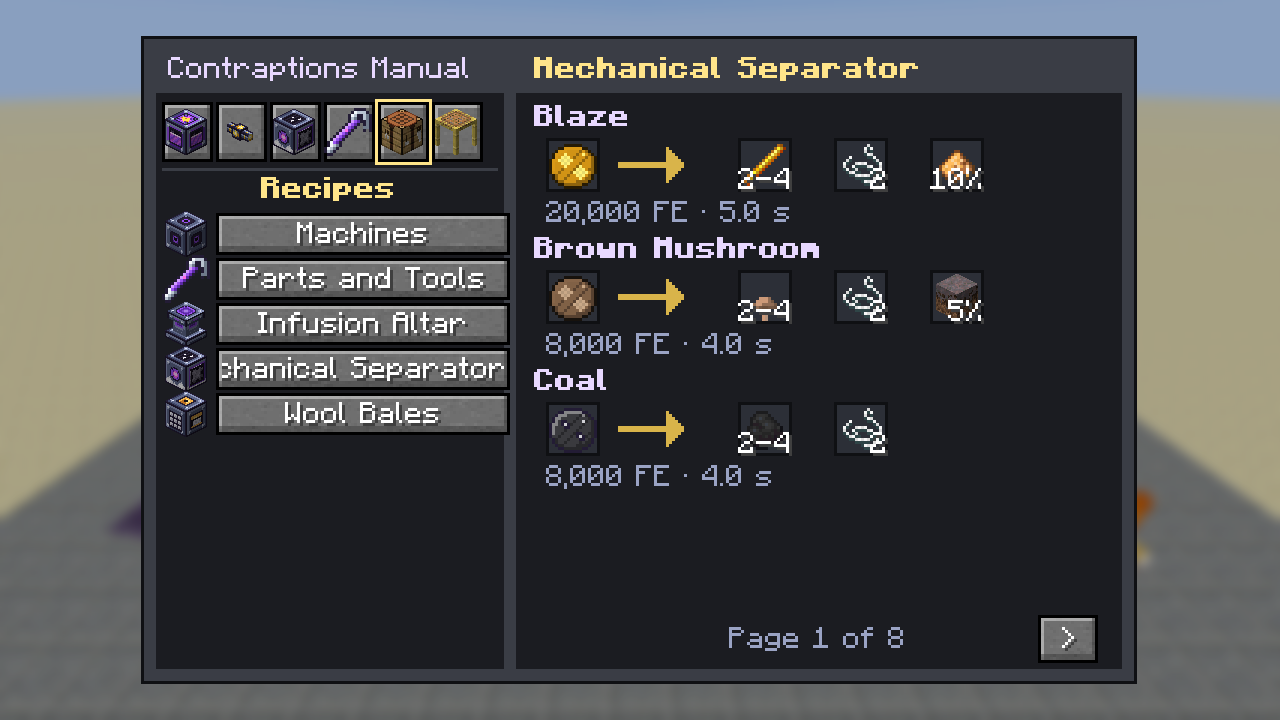 Contraptions Manual
Recipes
Machines
Parts and Tools
Infusion Altar
chanical Separator
Wool Bales
Mechanical Separator
Blaze
2-4
2
10%
20,000 FE · 5.0 s
Brown Mushroom
2-4
2
5%
8,000 FE · 4.0 s
Coal
2-4
2
8,000 FE · 4.0 s
Page 1 of 8
>